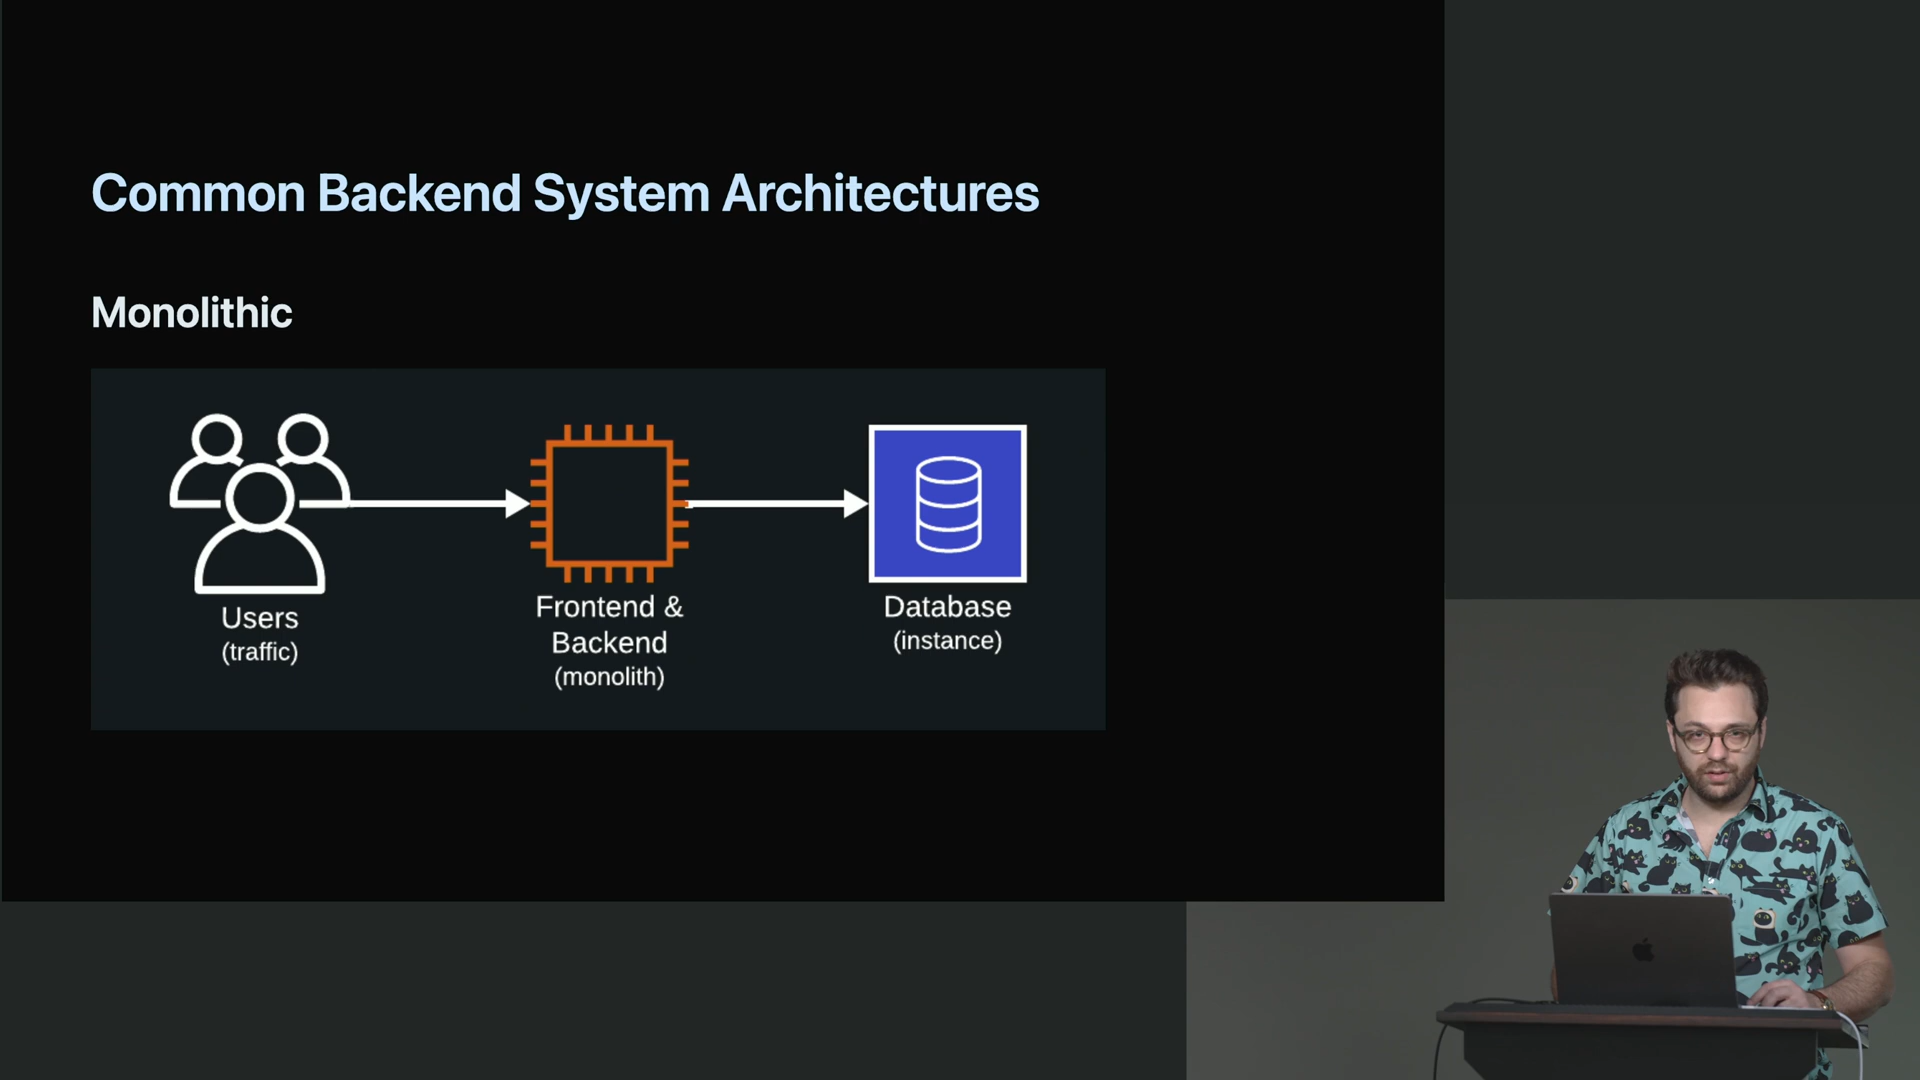 Common Backend System Architectures
Monolithic
Users
(traffic)
Frontend &
Backend
(monolith)
Database
(instance)